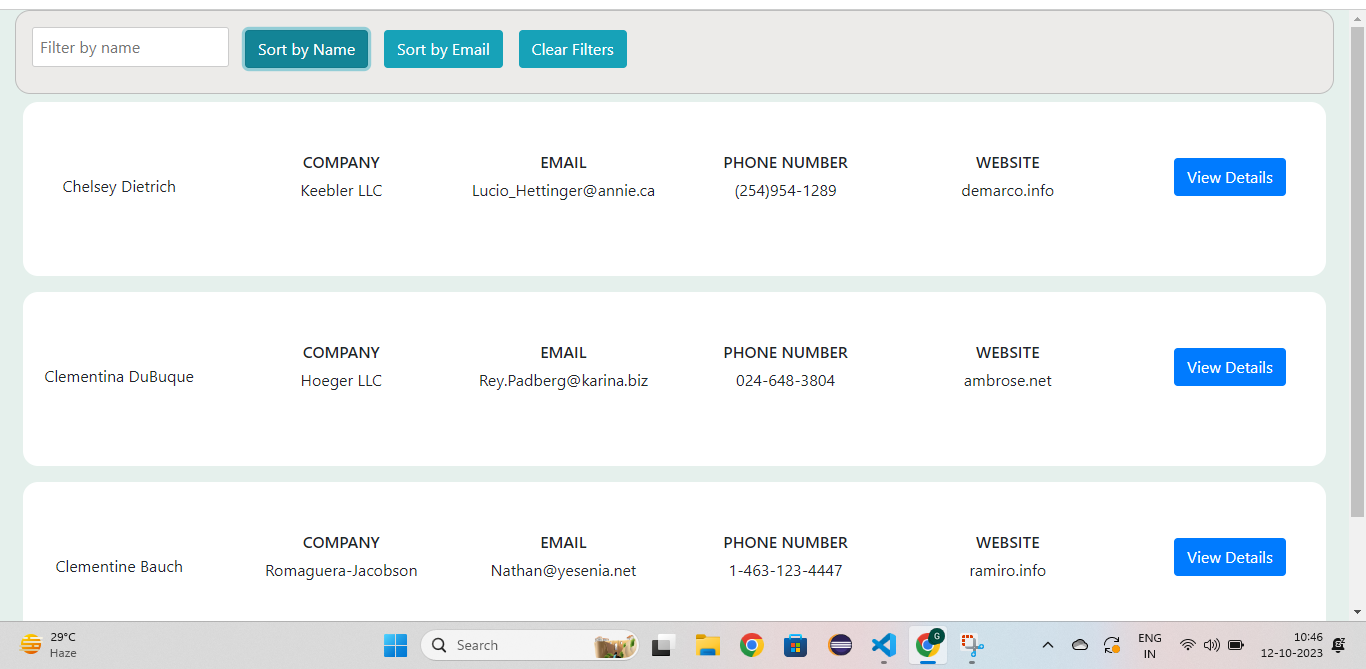 Filter by name Sort by Name Sort by Email Clear Filters
COMPANY EMAIL PHONE NUMBER WEBSITE
Chelsey Dietrich Keebler LLC Lucio_Hettinger@annie.ca (254)954-1289 demarco.info View Details
COMPANY EMAIL PHONE NUMBER WEBSITE
Clementina DuBuque Hoeger LLC Rey.Padberg@karina.biz 024-648-3804 ambrose.net View Details
COMPANY EMAIL PHONE NUMBER WEBSITE
Clementine Bauch Romaguera-Jacobson Nathan@yesenia.net 1-463-123-4447 ramiro.info View Details
29°C ENG 10:46
Haze Search G IN 12-10-2023